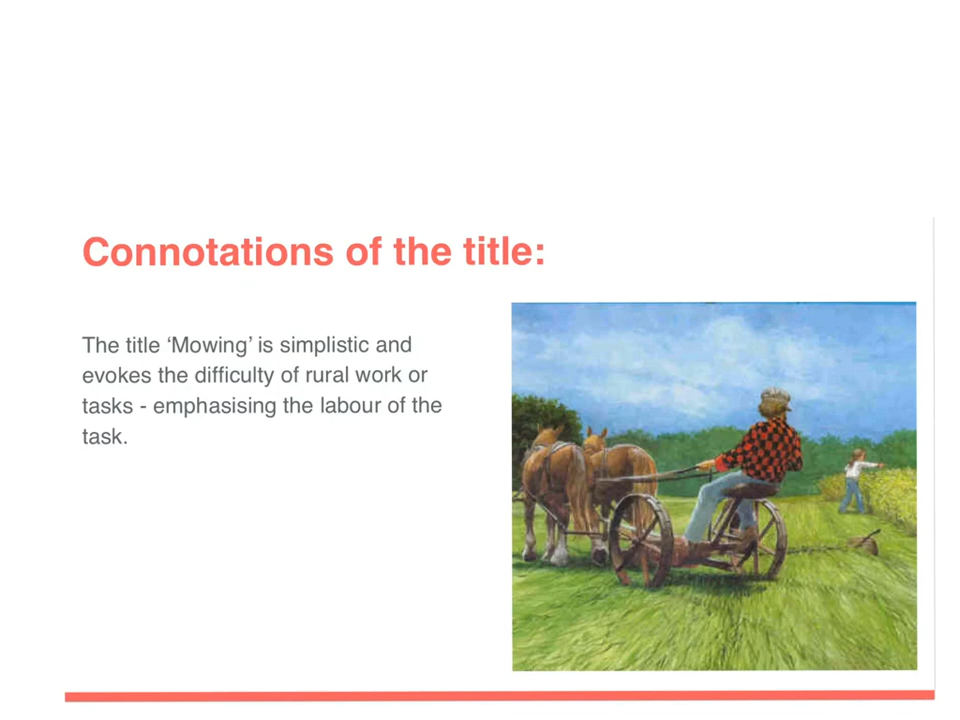 Connotations of the title:
The title ‘Mowing’ is simplistic and
evokes the difficulty of rural work or
tasks - emphasising the labour of the
task.